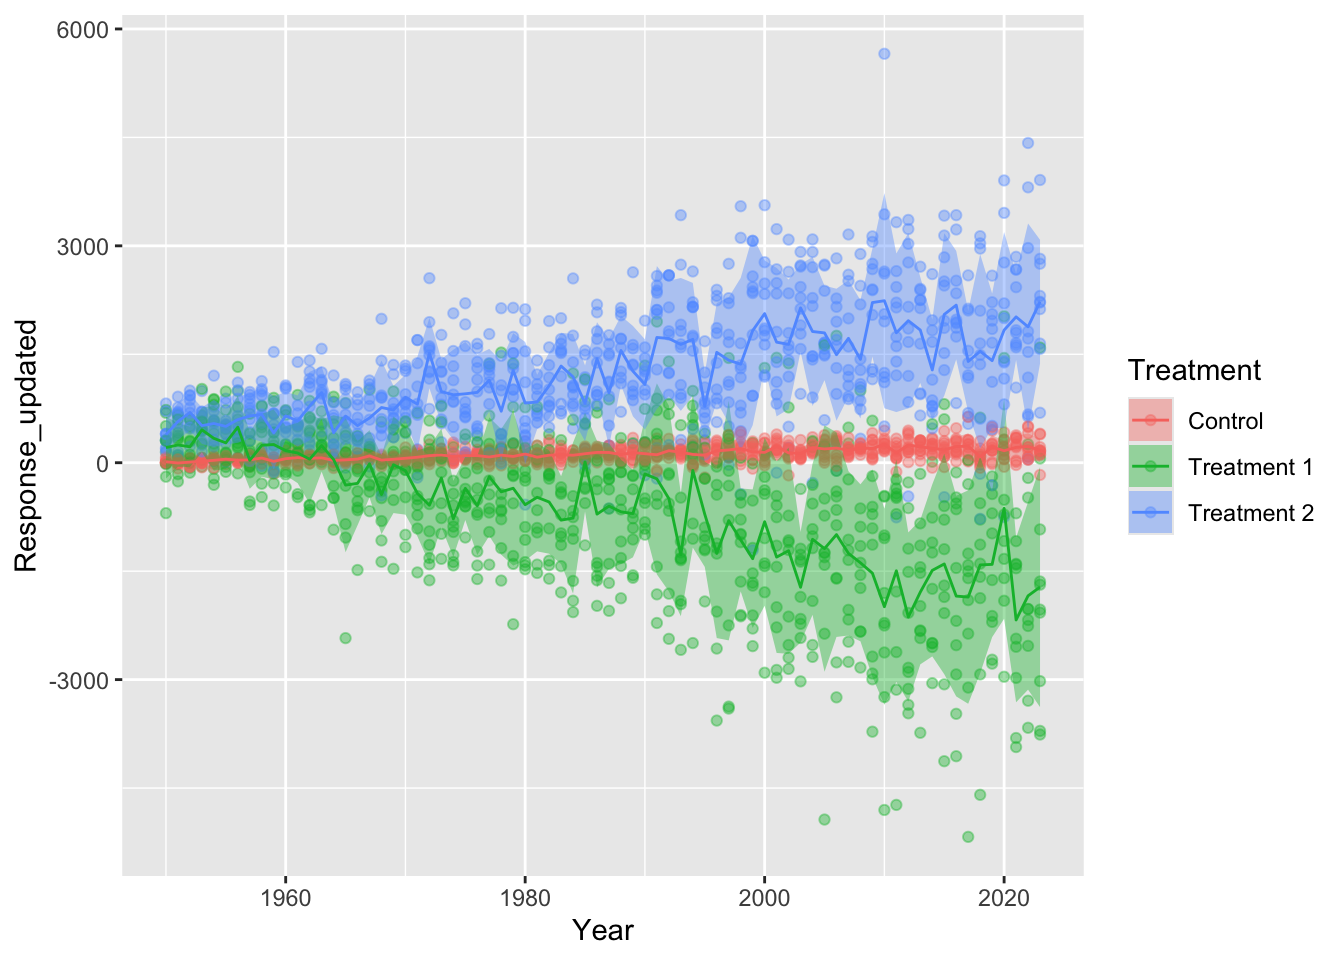 6000
3000
0
-3000
Response_updated
1960
1980
2000
2020
Year
Treatment
Control
Treatment 1
Treatment 2